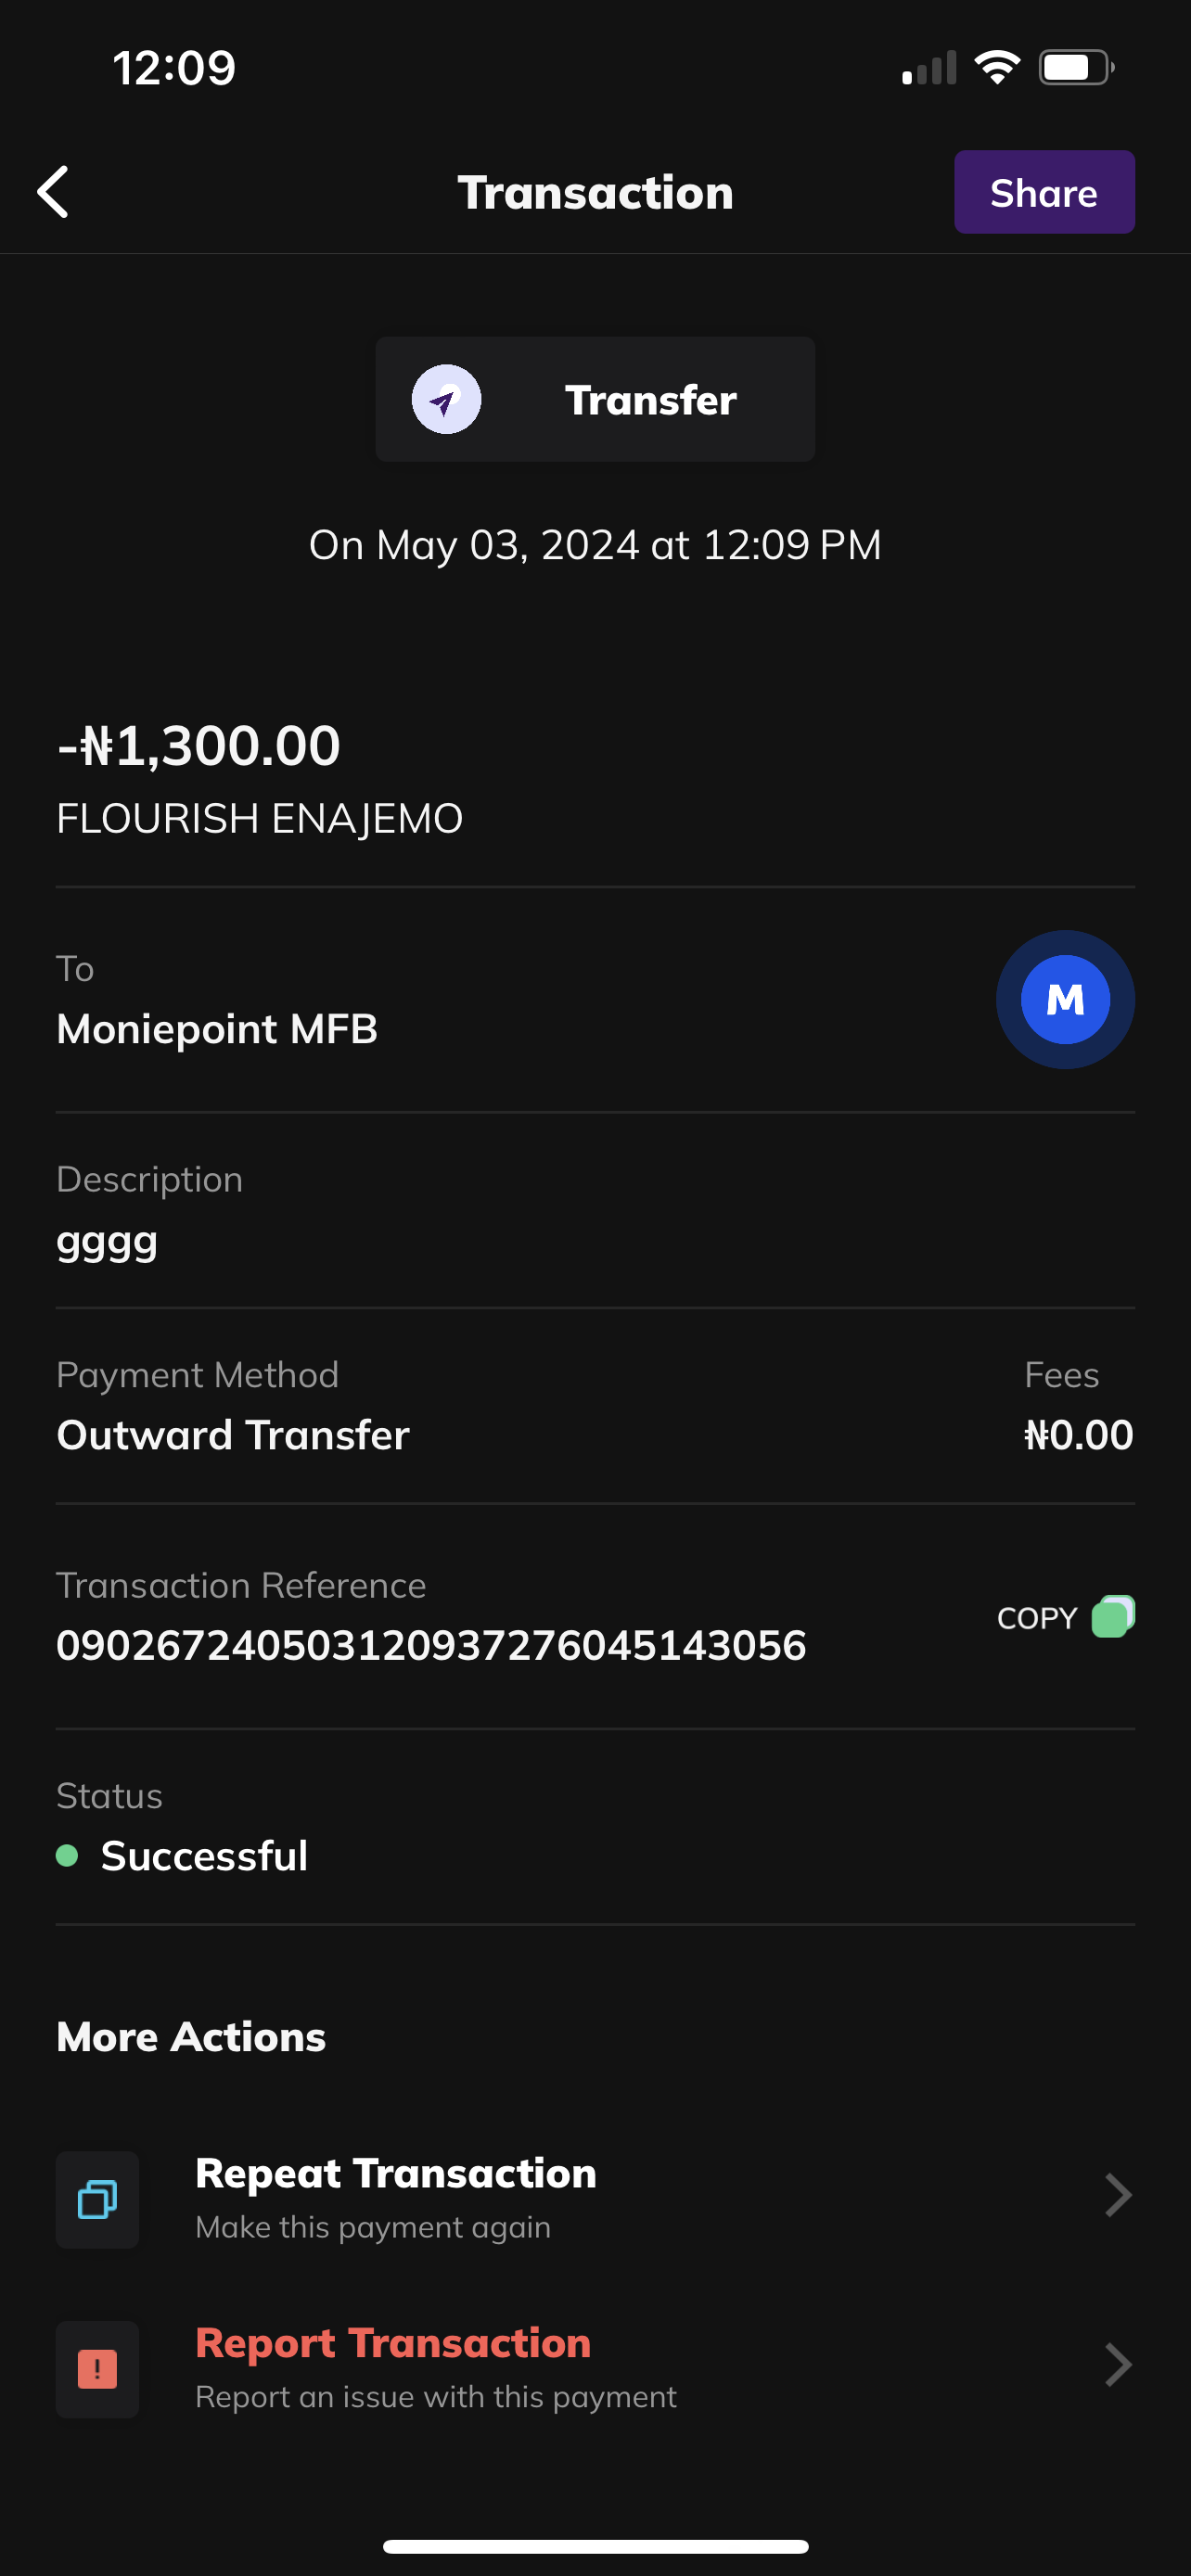 12:09
Transaction
Share
Transfer
On May 03, 2024 at 12:09 PM
-₦1,300.00
FLOURISH ENAJEMO
To
Moniepoint MFB
M
Description
gggg
Payment Method
Fees
Outward Transfer
₦0.00
Transaction Reference
090267240503120937276045143056
COPY
Status
Successful
More Actions
Repeat Transaction
Make this payment again
!
Report Transaction
Report an issue with this payment